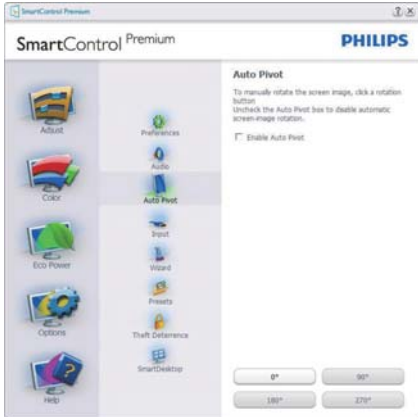 SmartControl Premium
SmartControl Premium
PHILIPS
Adjust
Color
Eco Power
Options
Help
Preferences
Audio
Auto Pivot
Input
Wizard
Presets
Theft Deterrence
SmartDesktop
Auto Pivot
To manually rotate the screen image, click a rotation
button
Uncheck the Auto Pivot box to disable automatic
screen-image rotation.
Enable Auto Pivot
0°
90°
180°
270°